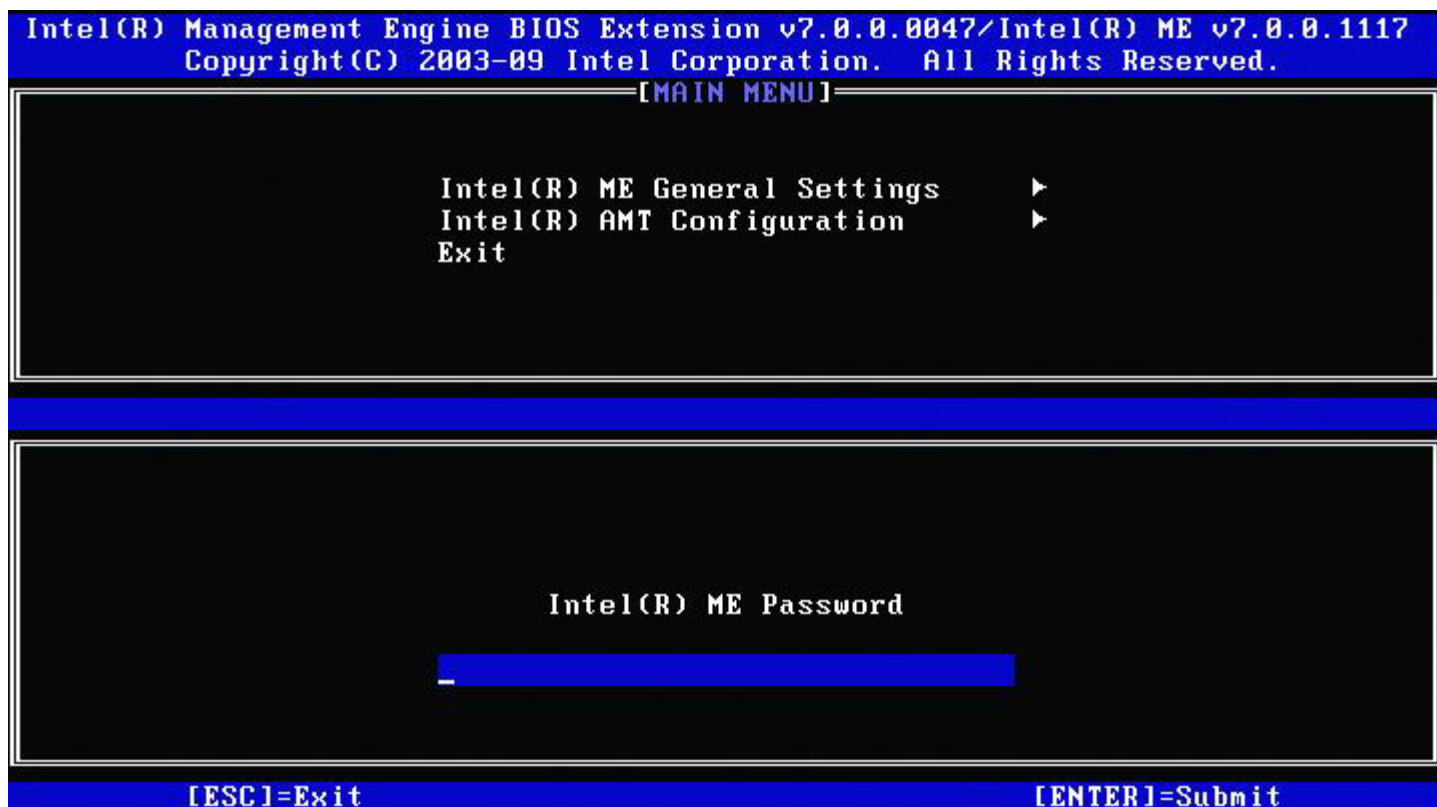 Intel(R) Management Engine BIOS Extension v7.0.0.0047/Intel(R) ME v7.0.0.1117
Copyright(C) 2003-09 Intel Corporation. All Rights Reserved.
[MAIN MENU]
Intel(R) ME General Settings ►
Intel(R) AMT Configuration ►
Exit
Intel(R) ME Password
[ESC]=Exit [ENTER]=Submit